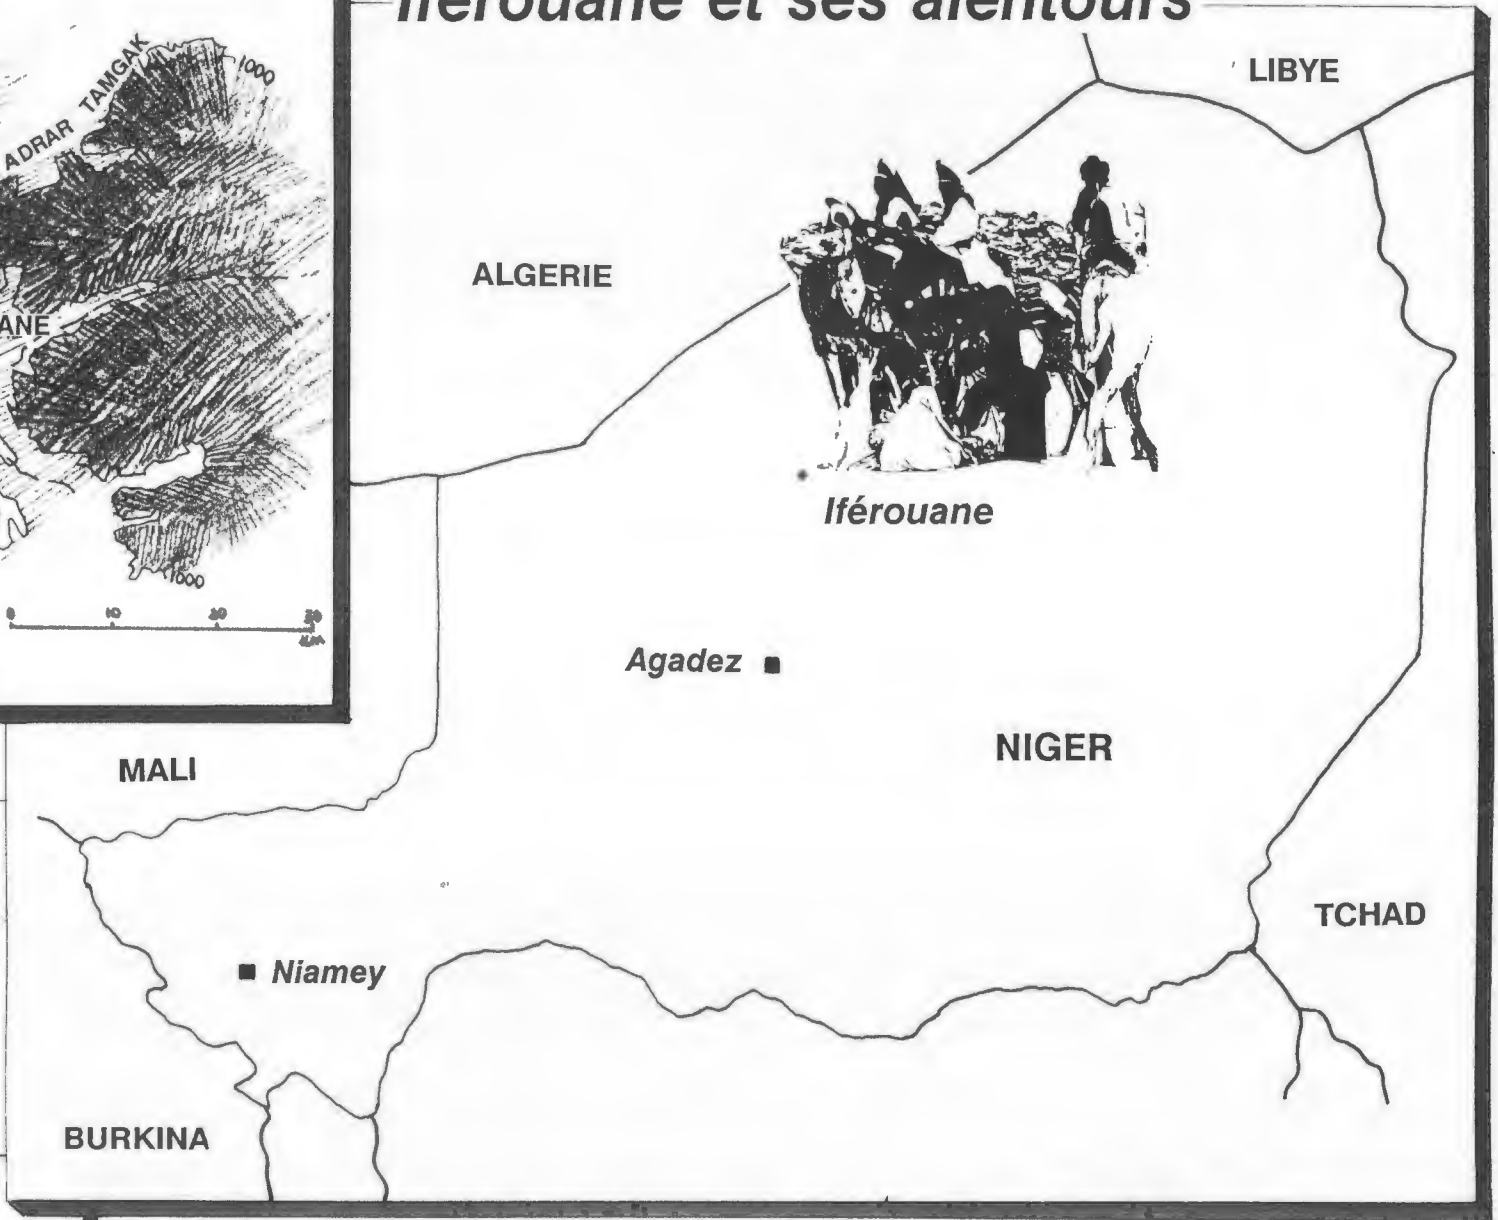 Iférouane et ses alentours
ADRAR TAMGAK
1000
ANE
1000
0 10 20 30
KM
LIBYE
ALGERIE
Iférouane
Agadez
NIGER
MALI
TCHAD
Niamey
BURKINA